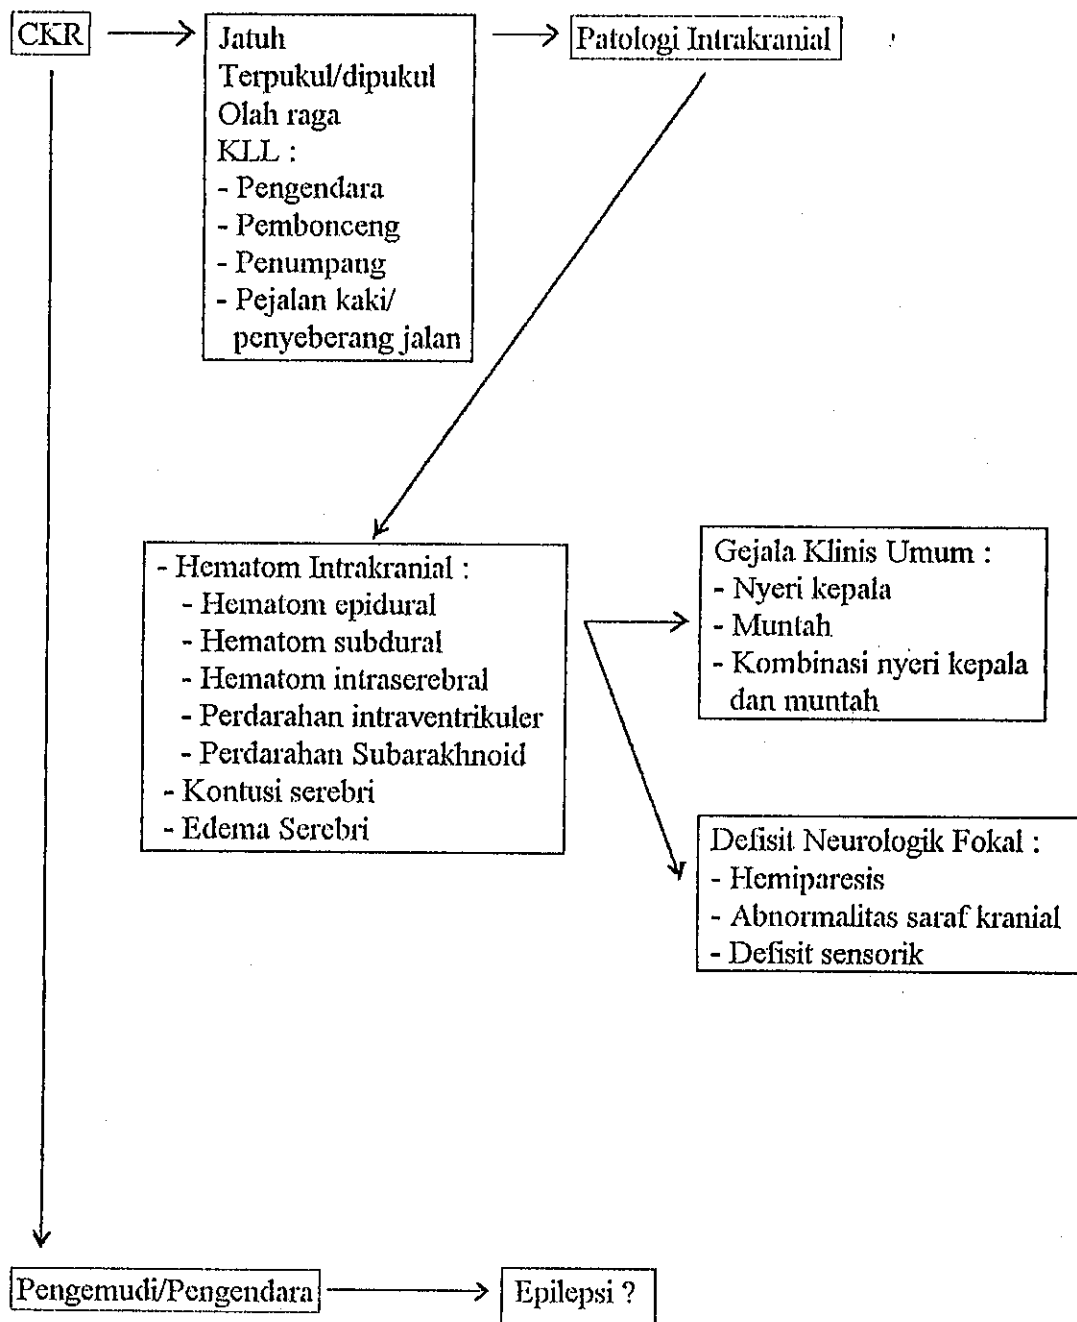 CKR
Jatuh
Terpukul/dipukul
Olah raga
KLL :
- Pengendara
- Pembonceng
- Penumpang
- Pejalan kaki/
penyeberang jalan
Patologi Intrakranial
- Hematom Intrakranial :
- Hematom epidural
- Hematom subdural
- Hematom intraserebral
- Perdarahan intraventrikuler
- Perdarahan Subarakhnoid
- Kontusi serebri
- Edema Serebri
Gejala Klinis Umum :
- Nyeri kepala
- Muntah
- Kombinasi nyeri kepala
dan muntah
Defisit Neurologik Fokal :
- Hemiparesis
- Abnormalitas saraf kranial
- Defisit sensorik
Pengemudi/Pengendara
Epilepsi ?